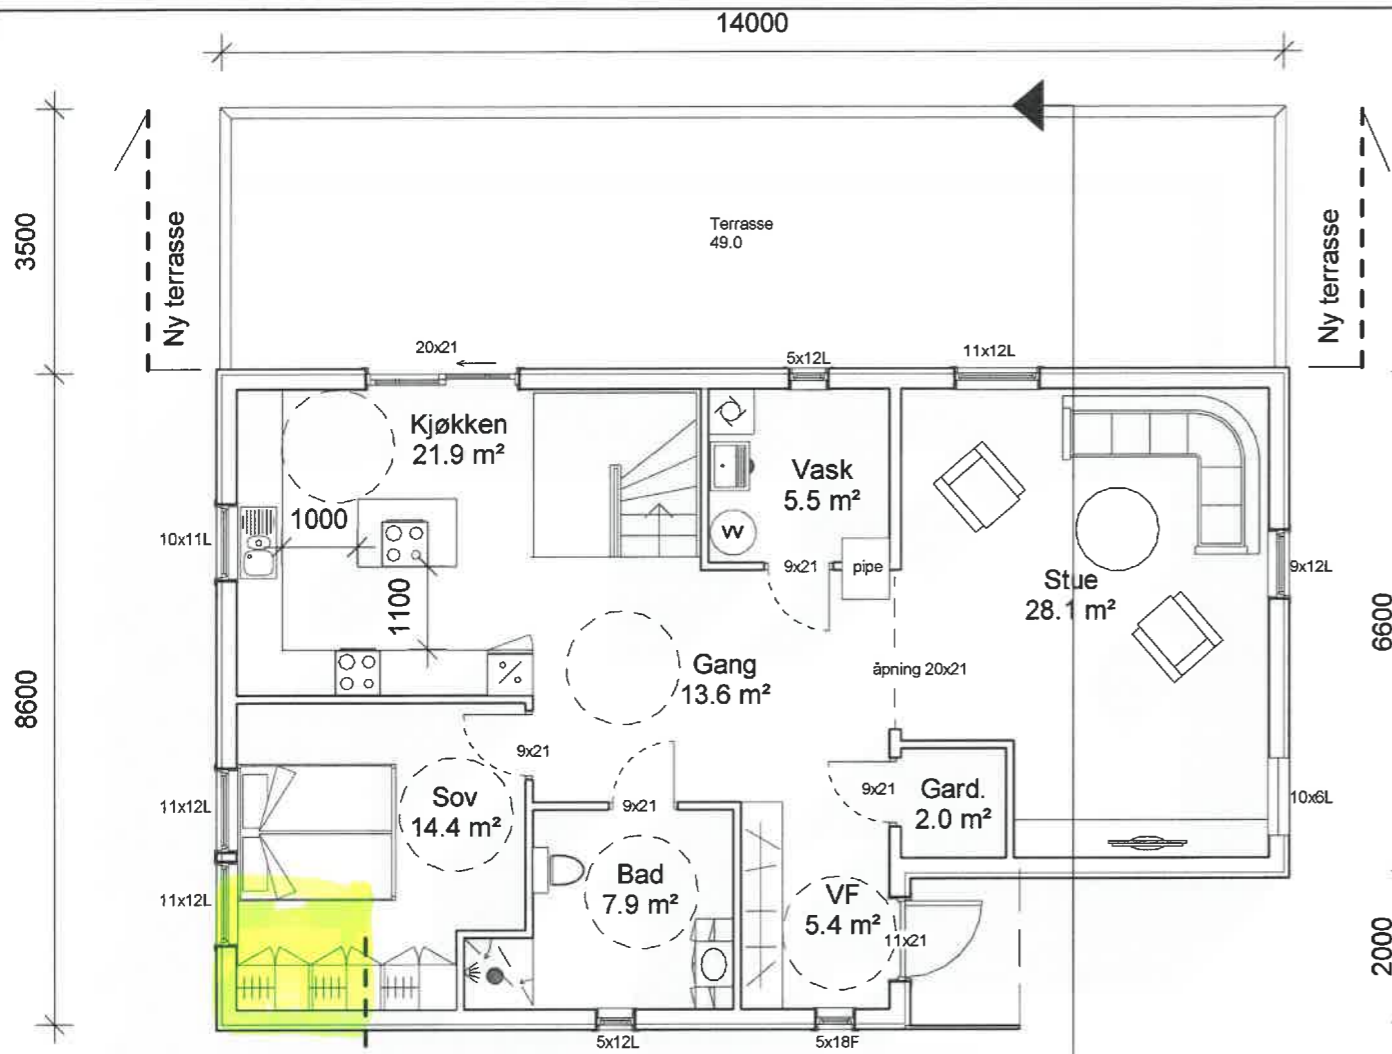 14000
3500
Ny terrasse
Terrasse
49.0
Ny terrasse
20x21
5x12L
11x12L
Kjøkken
21.9 m²
Vask
5.5 m²
1000
10x11L
VV
9x21
pipe
9x12L
Stue
28.1 m²
1100
6600
Gang
13.6 m²
åpning 20x21
8600
9x21
11x12L
Sov
14.4 m²
9x21
9x21
Gard.
2.0 m²
10x6L
11x12L
Bad
7.9 m²
VF
5.4 m²
11x21
2000
5x12L
5x18F